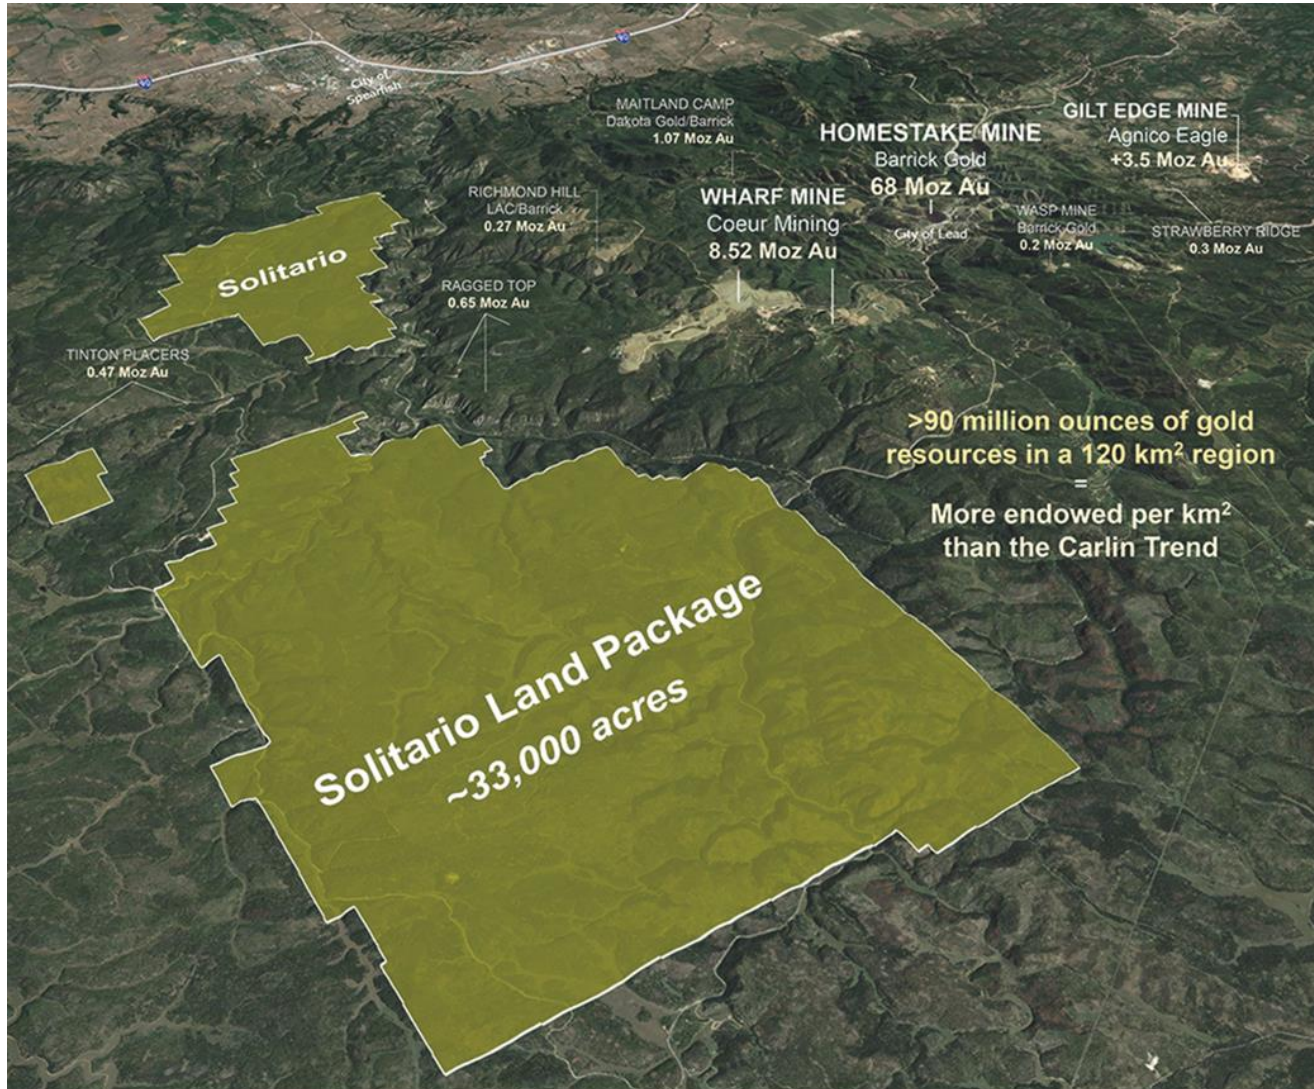 90
90
City of
Spearfish
MAITLAND CAMP
Dakota Gold/Barrick
1.07 Moz Au
HOMESTAKE MINE
Barrick Gold
68 Moz Au
City of Lead
GILT EDGE MINE
Agnico Eagle
+3.5 Moz Au
RICHMOND HILL
LAC/Barrick
0.27 Moz Au
WHARF MINE
Coeur Mining
8.52 Moz Au
WASP MINE
Barrick Gold
0.2 Moz Au
STRAWBERRY RIDGE
0.3 Moz Au
Solitario
RAGGED TOP
0.65 Moz Au
TINTON PLACERS
0.47 Moz Au
>90 million ounces of gold
resources in a 120 km² region
=
More endowed per km²
than the Carlin Trend
Solitario Land Package
~33,000 acres